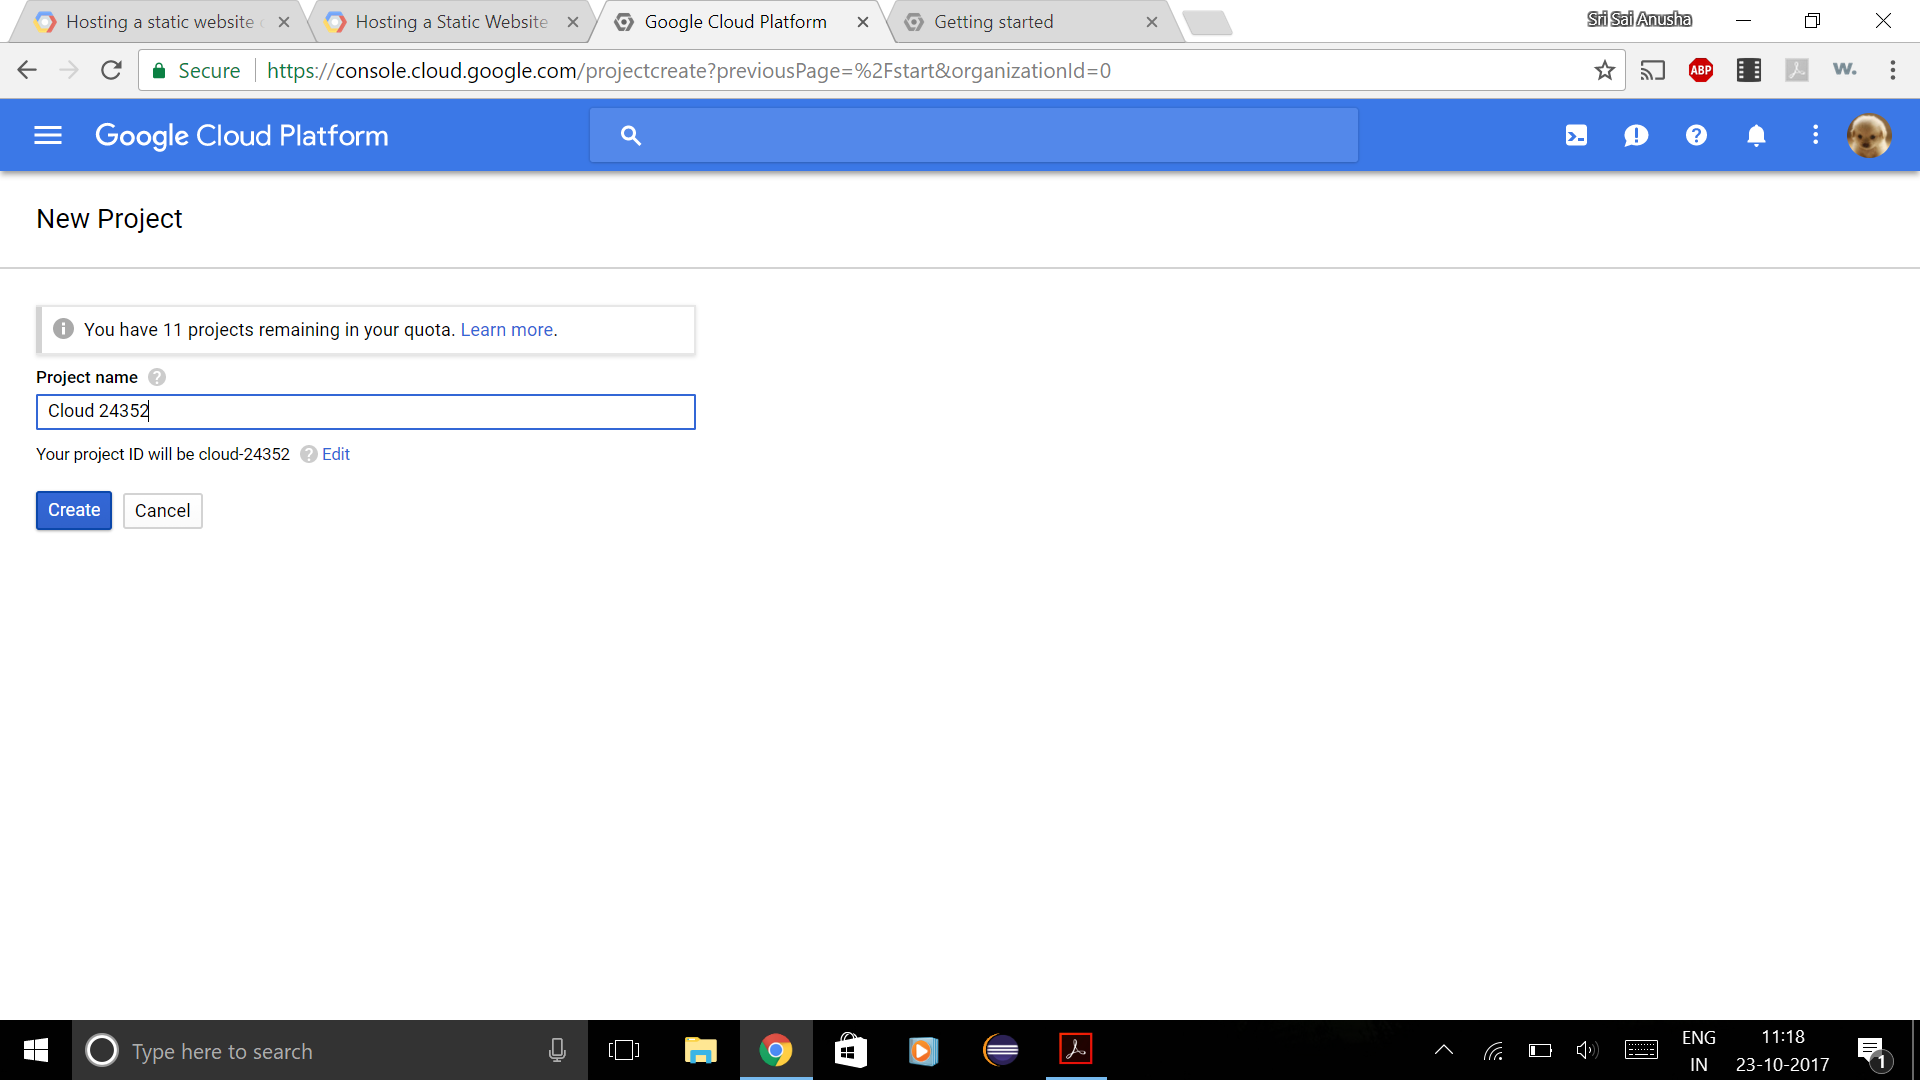 Hosting a static website
Hosting a Static Website
Google Cloud Platform
Getting started
Sri Sai Anusha
Secure
https://console.cloud.google.com/projectcreate?previousPage=%2Fstart&organizationId=0
ABP
W.
Google Cloud Platform
New Project
You have 11 projects remaining in your quota. Learn more.
Project name
Cloud 24352
Your project ID will be cloud-24352 Edit
Create
Cancel
Type here to search
ENG
IN
11:18
23-10-2017
1